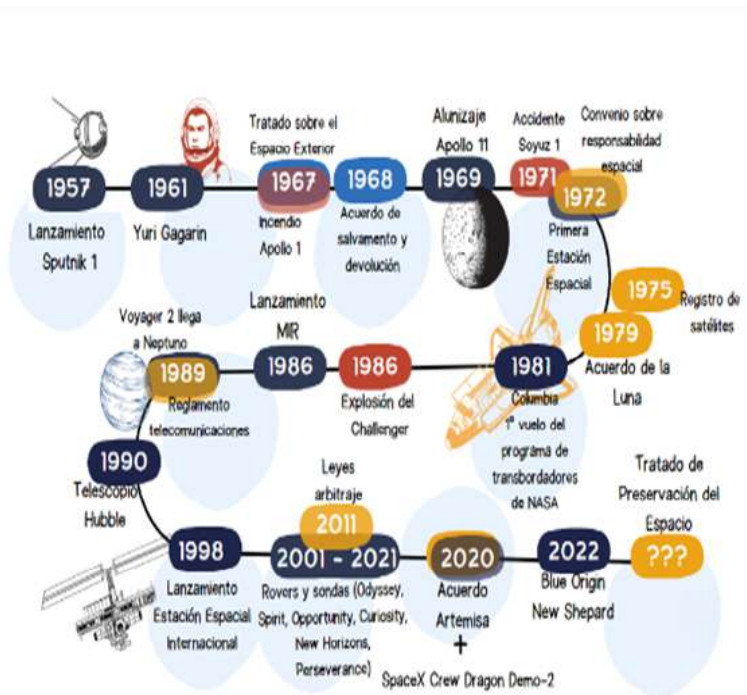 1957
Lanzamiento
Sputnik 1
1961
Yuri Gagarin
Tratado sobre el
Espacio Exterior
1967
Incendio
Apollo 1
1968
Acuerdo de
salvamento y
devolución
Alunizaje
Apollo 11
1969
Accidente
Soyuz 1
1971
Convenio sobre
responsabilidad
espacial
1972
Primera
Estación
Espacial
1975
Registro de
satélites
1979
Acuerdo de la
Luna
1981
Columbia
1º vuelo del
programa de
transbordadores
de NASA
1986
Explosión del
Challenger
Lanzamiento
MIR
1986
Voyager 2 llega
a Neptuno
1989
Reglamento
telecomunicaciones
1990
Telescopio
Hubble
1998
Lanzamiento
Estación Espacial
Internacional
Leyes
arbitraje
2011
2001 - 2021
Rovers y sondas (Odyssey,
Spirit, Opportunity, Curiosity,
New Horizons,
Perseverance)
2020
Acuerdo
Artemisa
+
SpaceX Crew Dragon Demo-2
2022
Blue Origin
New Shepard
Tratado de
Preservación del
Espacio
???